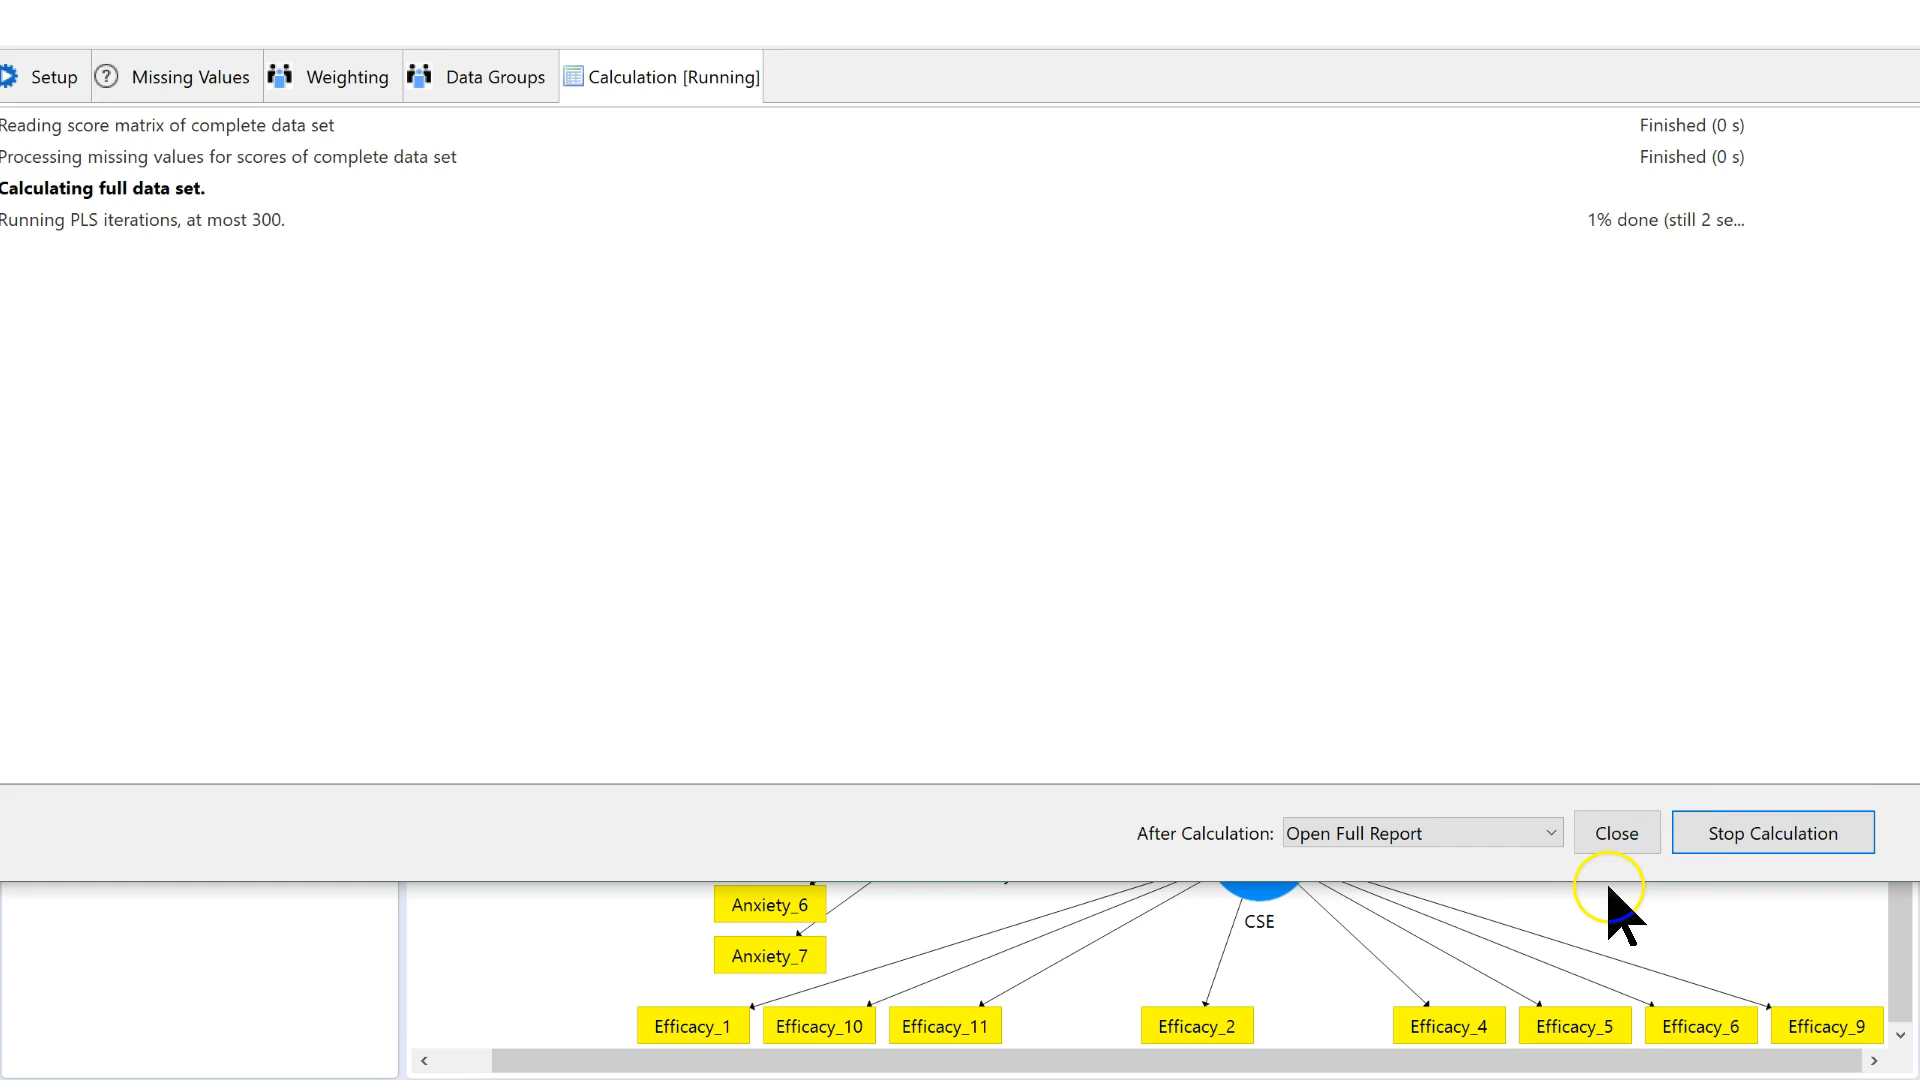 Setup Missing Values Weighting Data Groups Calculation [Running]
Reading score matrix of complete data set Finished (0 s)
Processing missing values for scores of complete data set Finished (0 s)
Calculating full data set.
Running PLS iterations, at most 300. 1% done (still 2 se...
After Calculation: Open Full Report Close Stop Calculation
Anxiety_6
CSE
Anxiety_7
Efficacy_1 Efficacy_10 Efficacy_11 Efficacy_2 Efficacy_4 Efficacy_5 Efficacy_6 Efficacy_9